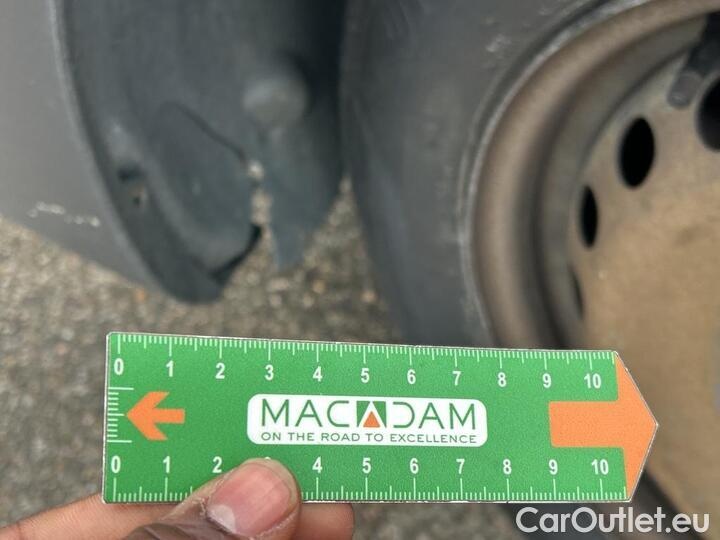 0 1 2 3 4 5 6 7 8 9 10
MACADAM
ON THE ROAD TO EXCELLENCE
0 1 2 3 4 5 6 7 8 9 10
CarOutlet.eu